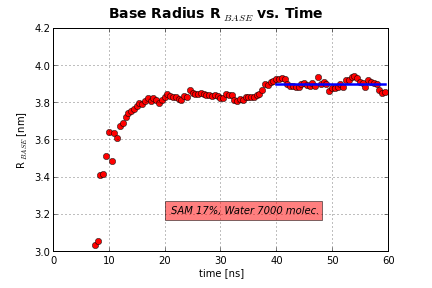 Base Radius R BASE vs. Time
4.2
4.0
3.8
3.6
3.4
3.2
3.0
R BASE [nm]
SAM 17%, Water 7000 molec.
0 10 20 30 40 50 60
time [ns]